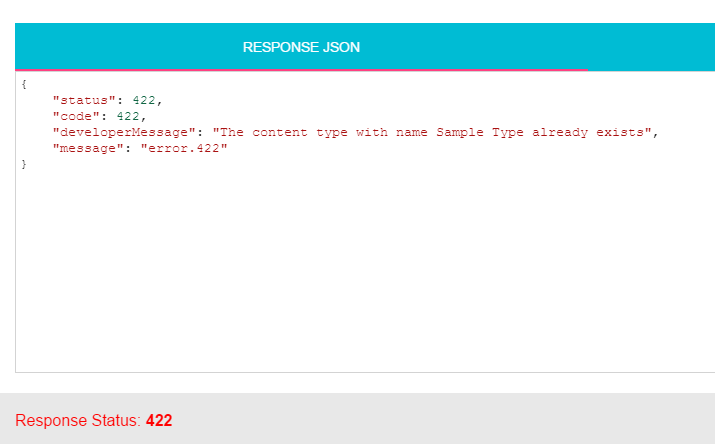 RESPONSE JSON
{
    "status": 422,
    "code": 422,
    "developerMessage": "The content type with name Sample Type already exists",
    "message": "error.422"
}
Response Status: 422